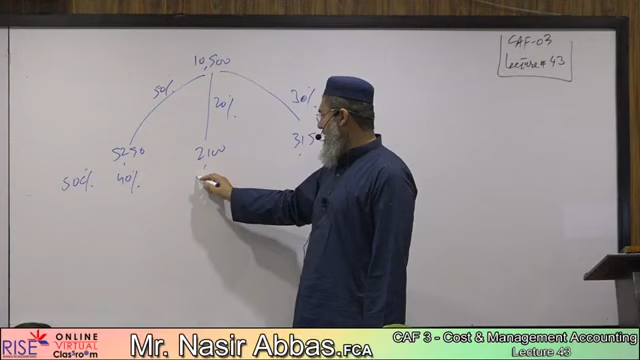 CAF-03
Lecture # 43
10,500
50%
20%
30%
5250
2100
315
50%
40%
RISE
ONLINE
VIRTUAL
Classroom
Mr. Nasir Abbas.FCA
CAF 3 - Cost & Management Accounting
Lecture 43